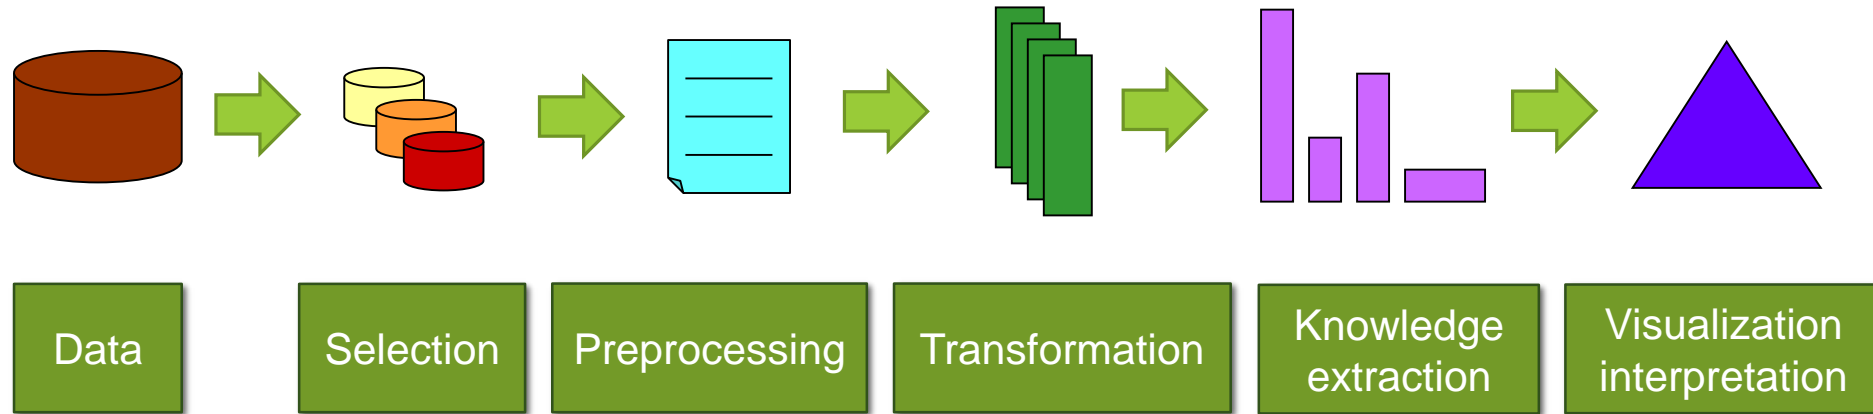 Data
Selection
Preprocessing
Transformation
Knowledge
extraction
Visualization
interpretation